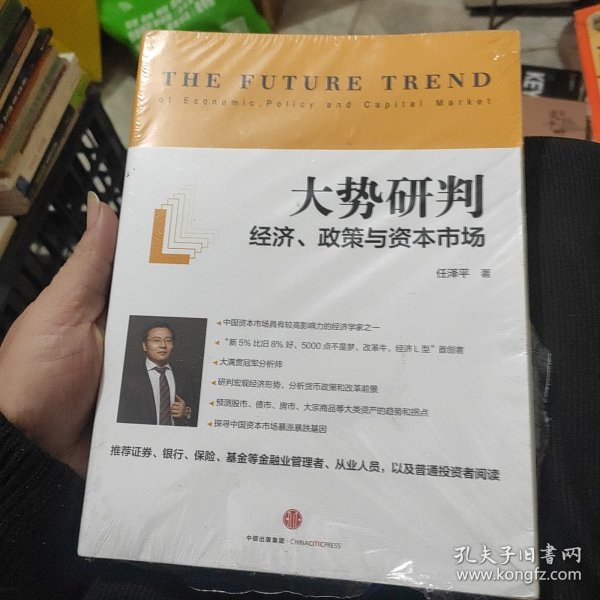 THE FUTURE TREND
of Economic, Policy and Capital Market
大势研判
经济、政策与资本市场
任泽平 著
中国资本市场具有较高影响力的经济学家之一
“新5%比旧8%好，5000点不是梦，改革牛，经济L型”首创者
大满贯冠军分析师
研判宏观经济形势，分析货币政策和改革前景
预测股市、债市、房市、大宗商品等大类资产的趋势和拐点
探寻中国资本市场暴涨暴跌基因
推荐证券、银行、保险、基金等金融业管理者、从业人员，以及普通投资者阅读
中信出版集团·CHINACITICPRESS
KEY
孔夫子旧书网
www.kongfz.com